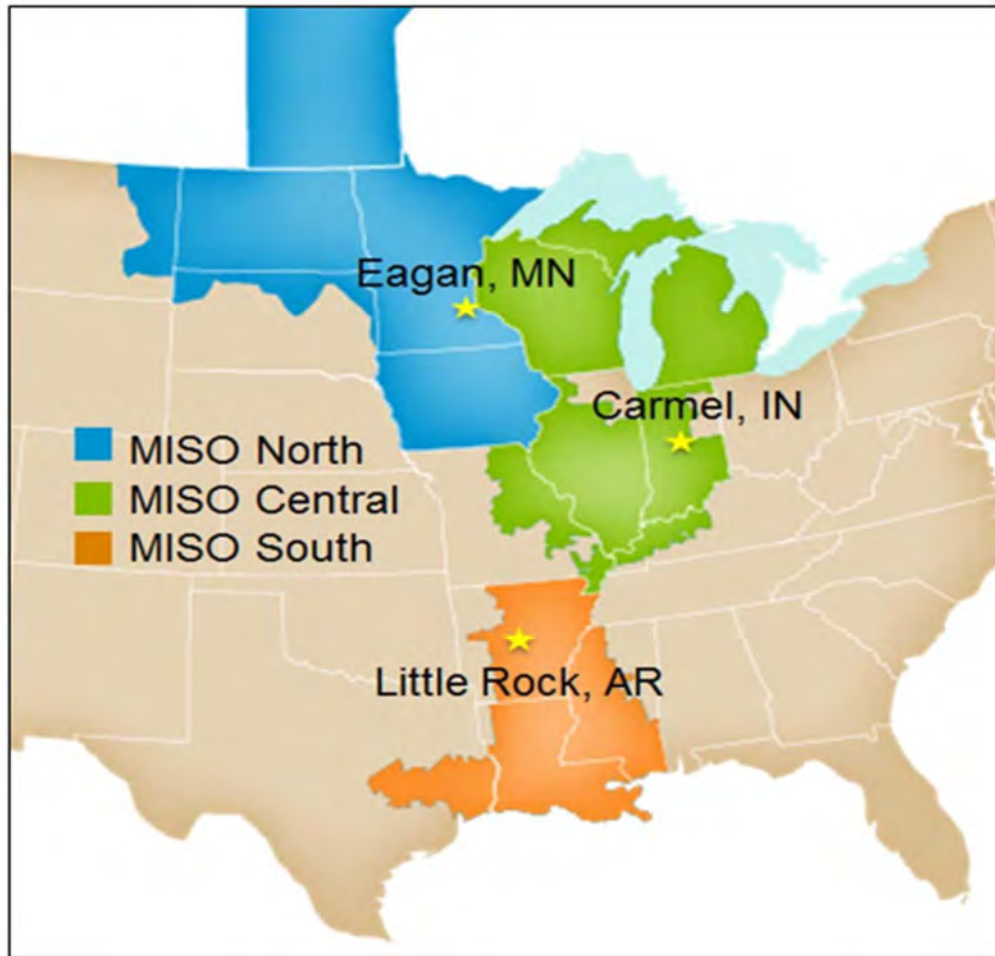 Eagan, MN
Carmel, IN
MISO North
MISO Central
MISO South
Little Rock, AR